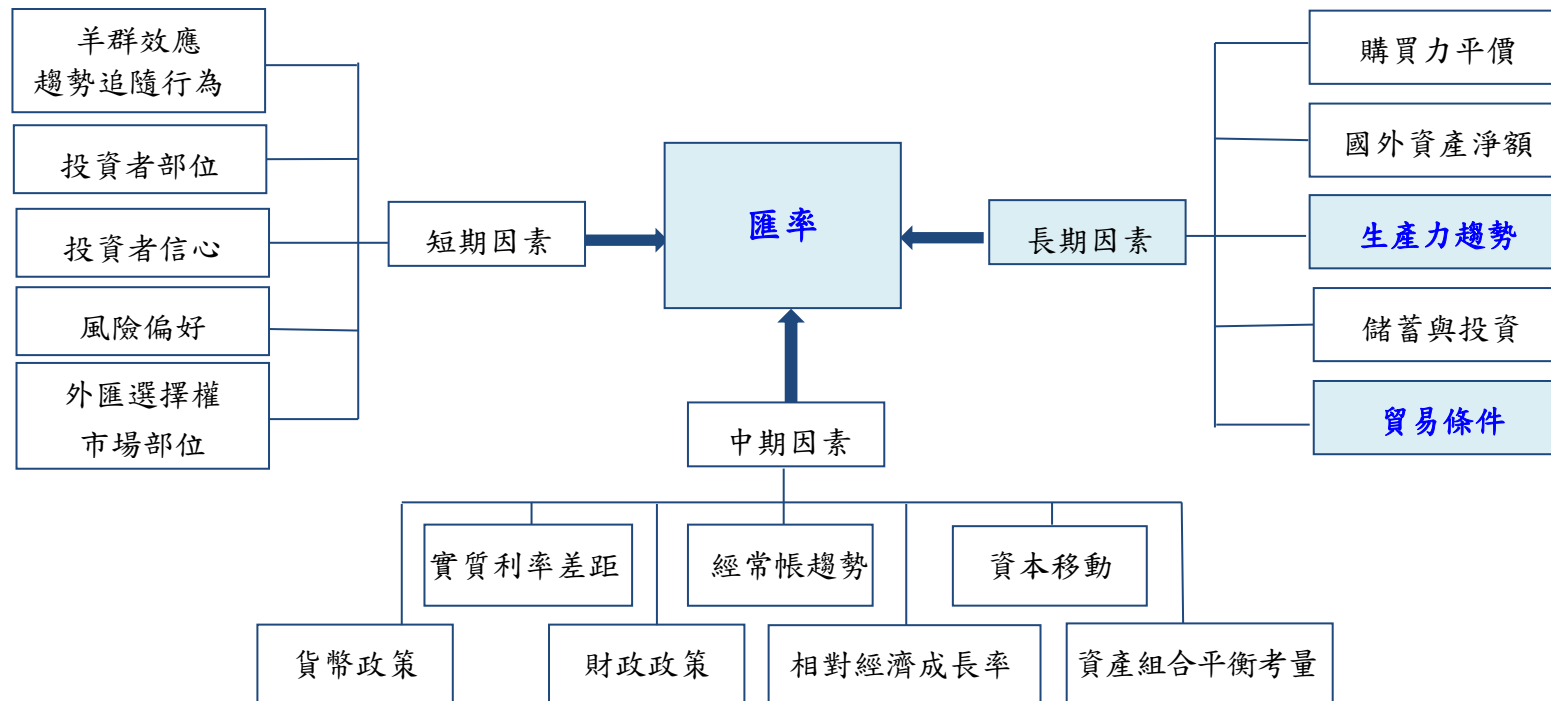 羊群效應
趨勢追隨行為
投資者部位
投資者信心
風險偏好
外匯選擇權
市場部位
短期因素
匯率
長期因素
購買力平價
國外資產淨額
生產力趨勢
儲蓄與投資
貿易條件
中期因素
實質利率差距
經常帳趨勢
資本移動
貨幣政策
財政政策
相對經濟成長率
資產組合平衡考量